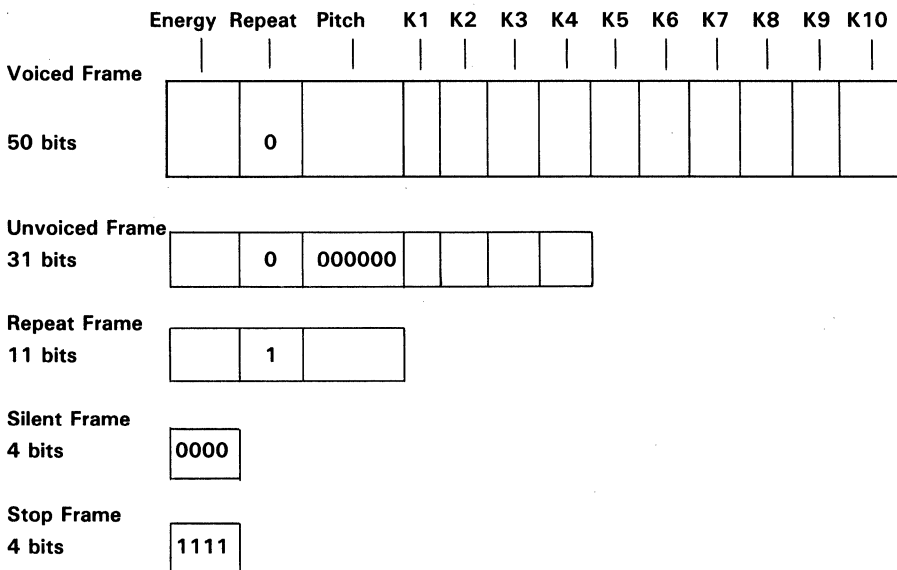 Energy Repeat Pitch K1 K2 K3 K4 K5 K6 K7 K8 K9 K10
Voiced Frame
50 bits 0
Unvoiced Frame
31 bits 0 000000
Repeat Frame
11 bits 1
Silent Frame
4 bits 0000
Stop Frame
4 bits 1111